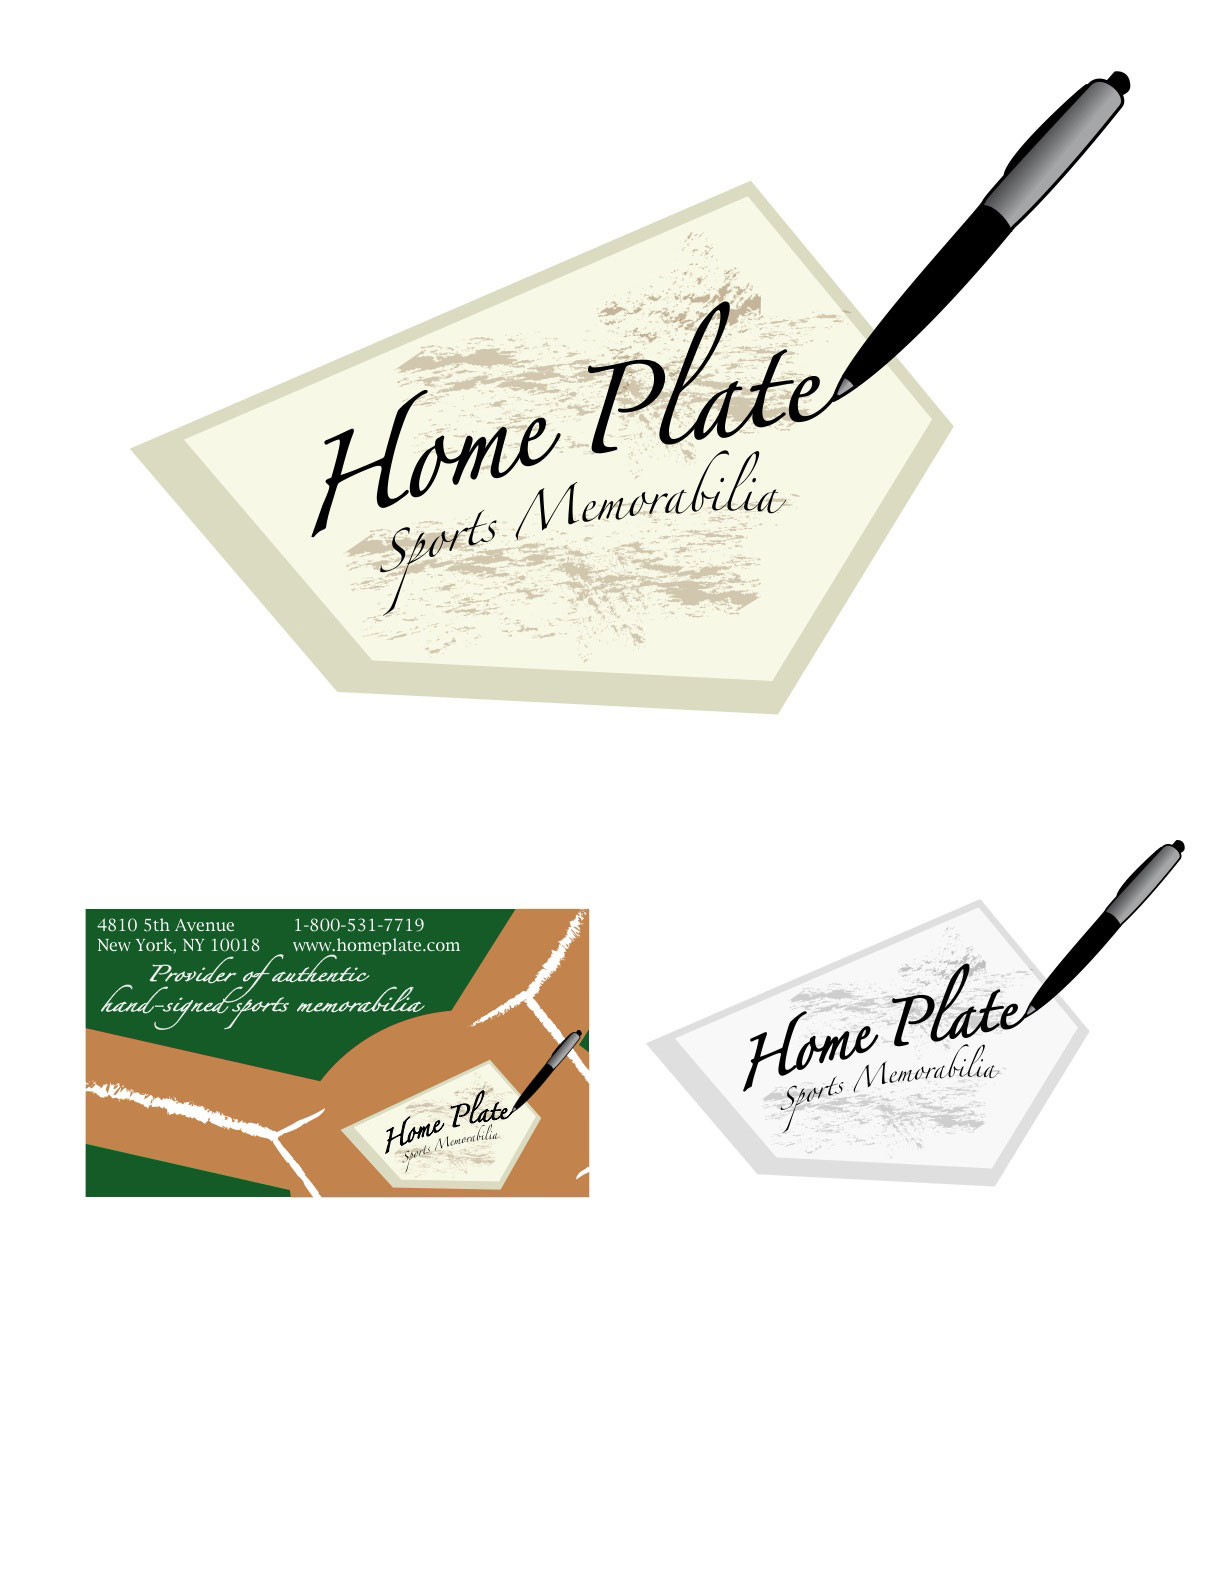 Home Plate
Sports Memorabilia
4810 5th Avenue
New York, NY 10018
1-800-531-7719
www.homeplate.com
Provider of authentic
hand-signed sports memorabilia
Home Plate
Sports Memorabilia
Home Plate
Sports Memorabilia